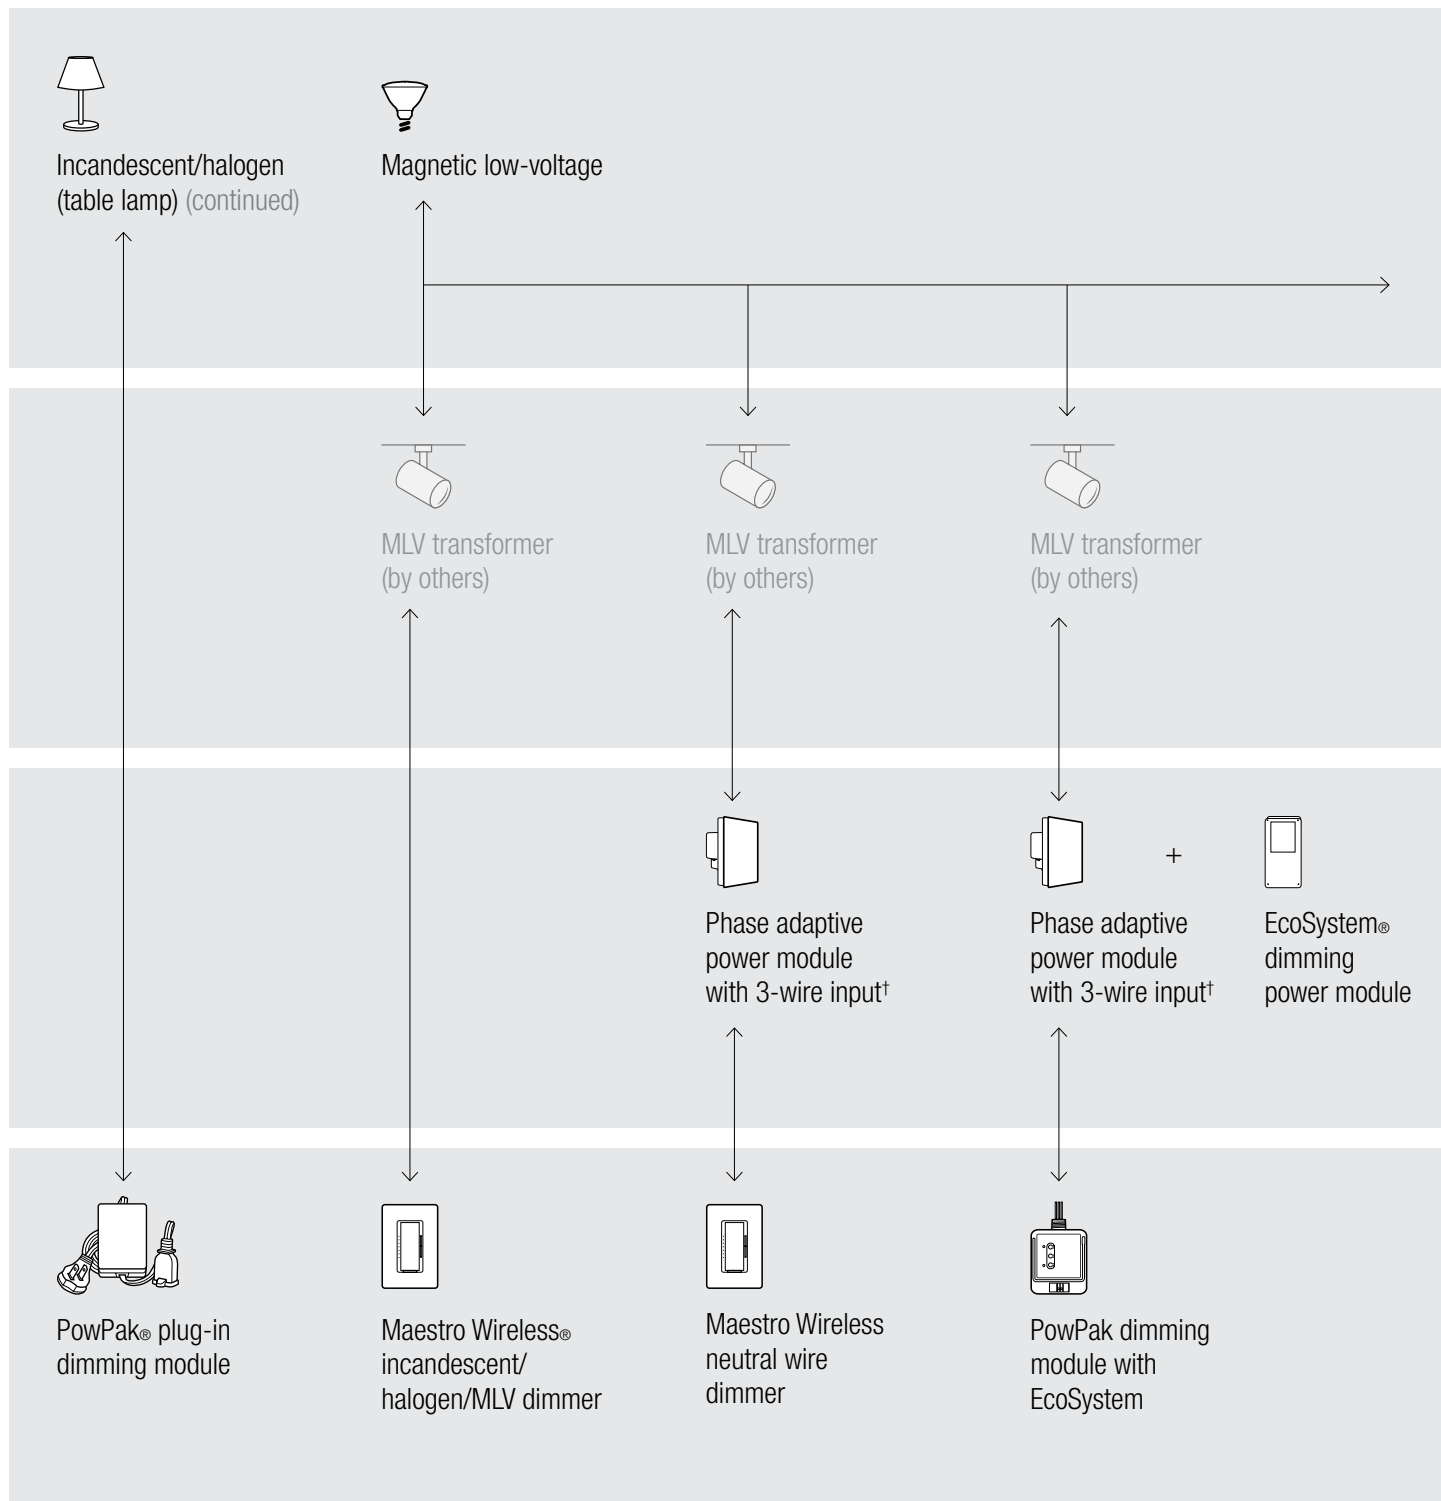 Incandescent/halogen
(table lamp) (continued)
Magnetic low-voltage
MLV transformer
(by others)
MLV transformer
(by others)
MLV transformer
(by others)
Phase adaptive
power module
with 3-wire input†
Phase adaptive
power module
with 3-wire input†
+
EcoSystem®
dimming
power module
PowPak® plug-in
dimming module
Maestro Wireless®
incandescent/
halogen/MLV dimmer
Maestro Wireless
neutral wire
dimmer
PowPak dimming
module with
EcoSystem